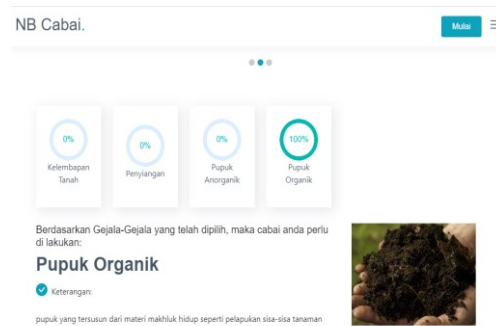 NB Cabai.
Mulai
0%
Kelembapan
Tanah
0%
Penyiangan
0%
Pupuk
Anorganik
100%
Pupuk
Organik
Berdasarkan Gejala-Gejala yang telah dipilih, maka cabai anda perlu
di lakukan:
Pupuk Organik
Keterangan:
pupuk yang tersusun dari materi makhluk hidup seperti pelapukan sisa-sisa tanaman